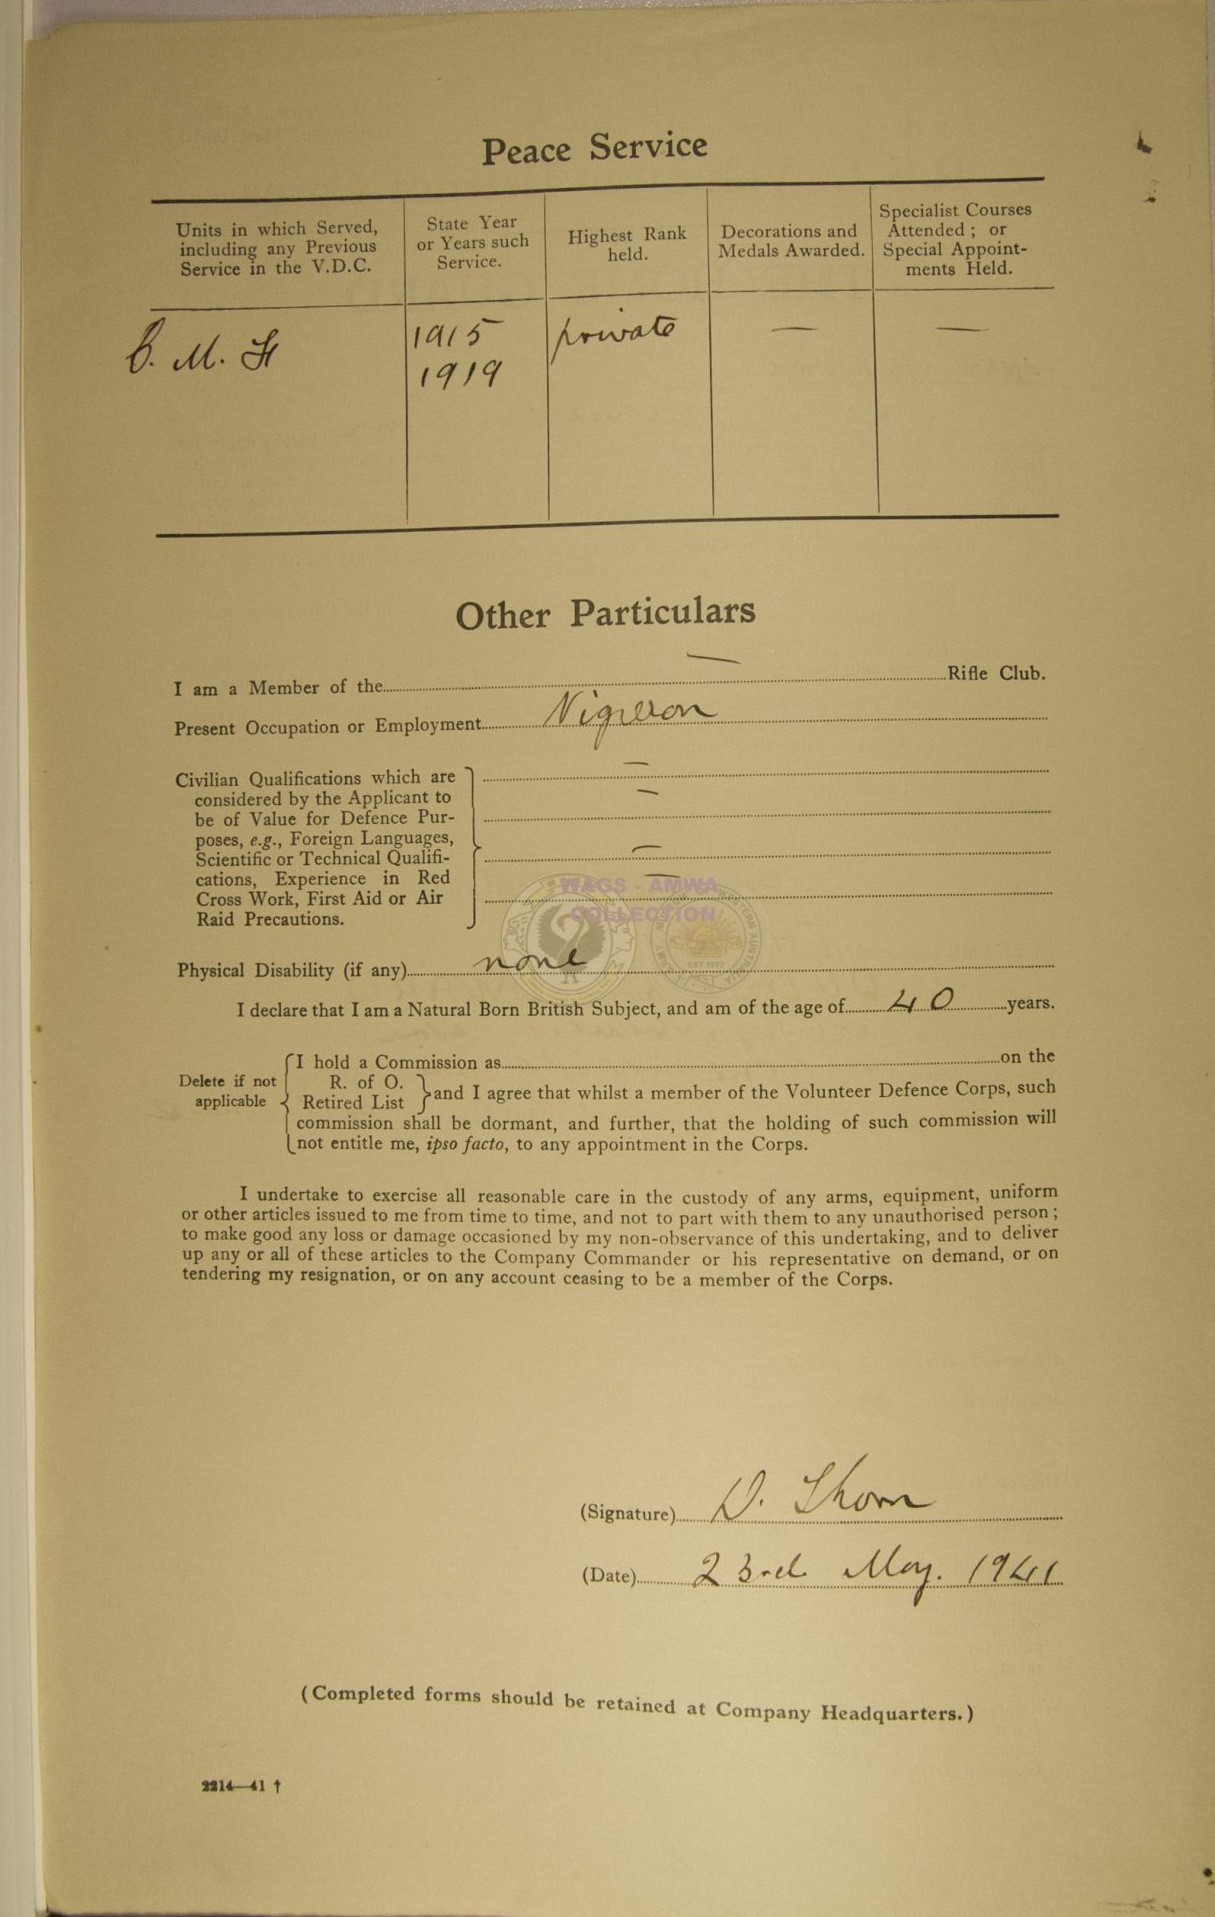 Peace Service
Units in which Served,
including any Previous
Service in the V.D.C.
State Year
or Years such
Service.
Highest Rank
held.
Decorations and
Medals Awarded.
Specialist Courses
Attended ; or
Special Appoint-
ments Held.
C. M. F
1915
1919
private
—
—
Other Particulars
I am a Member of the — Rifle Club.
Present Occupation or Employment Vigneron
Civilian Qualifications which are
considered by the Applicant to
be of Value for Defence Pur-
poses, e.g., Foreign Languages,
Scientific or Technical Qualifi-
cations, Experience in Red
Cross Work, First Aid or Air
Raid Precautions.
—
—
—
—
WAGS - AMWA
COLLECTION
Physical Disability (if any) none
I declare that I am a Natural Born British Subject, and am of the age of 40 years.
Delete if not
applicable
I hold a Commission as on the
R. of O.
Retired List
and I agree that whilst a member of the Volunteer Defence Corps, such
commission shall be dormant, and further, that the holding of such commission will
not entitle me, ipso facto, to any appointment in the Corps.
I undertake to exercise all reasonable care in the custody of any arms, equipment, uniform
or other articles issued to me from time to time, and not to part with them to any unauthorised person ;
to make good any loss or damage occasioned by my non-observance of this undertaking, and to deliver
up any or all of these articles to the Company Commander or his representative on demand, or on
tendering my resignation, or on any account ceasing to be a member of the Corps.
(Signature) D. Thorn
(Date) 23rd May. 1941
(Completed forms should be retained at Company Headquarters.)
2214—41 †